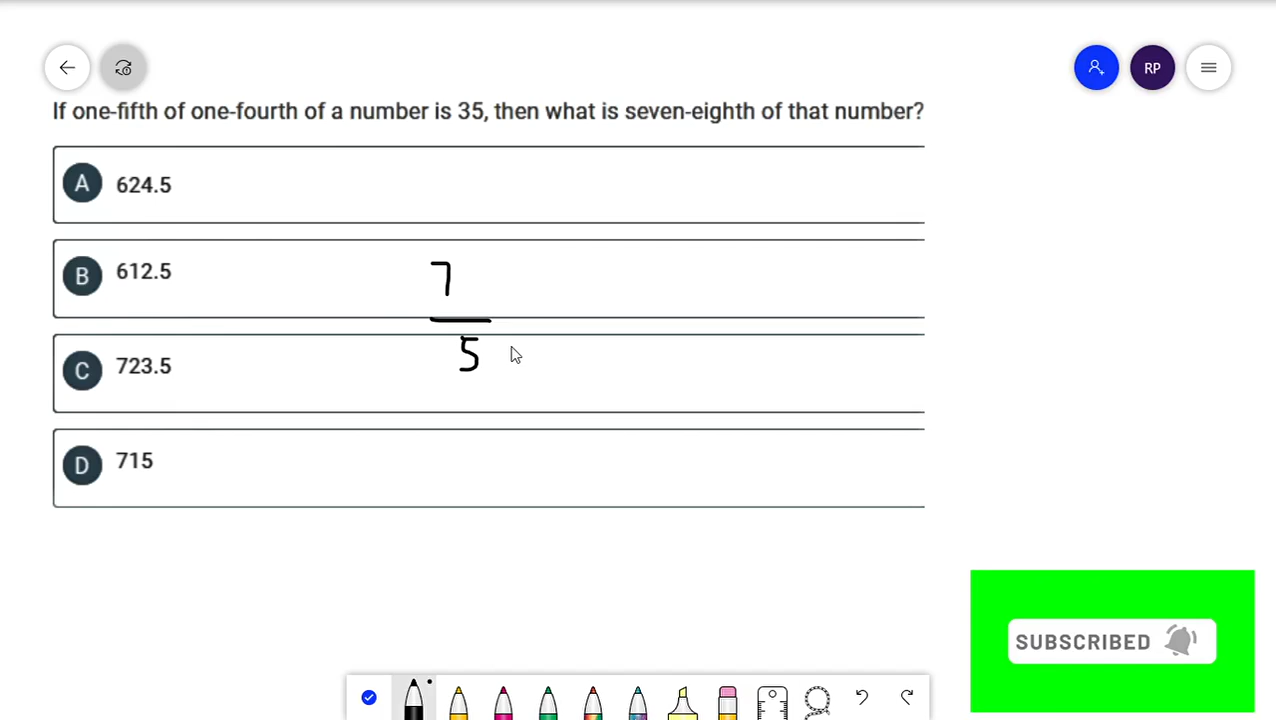 RP
If one-fifth of one-fourth of a number is 35, then what is seven-eighth of that number?
A 624.5
B 612.5
7
5
C 723.5
D 715
SUBSCRIBED